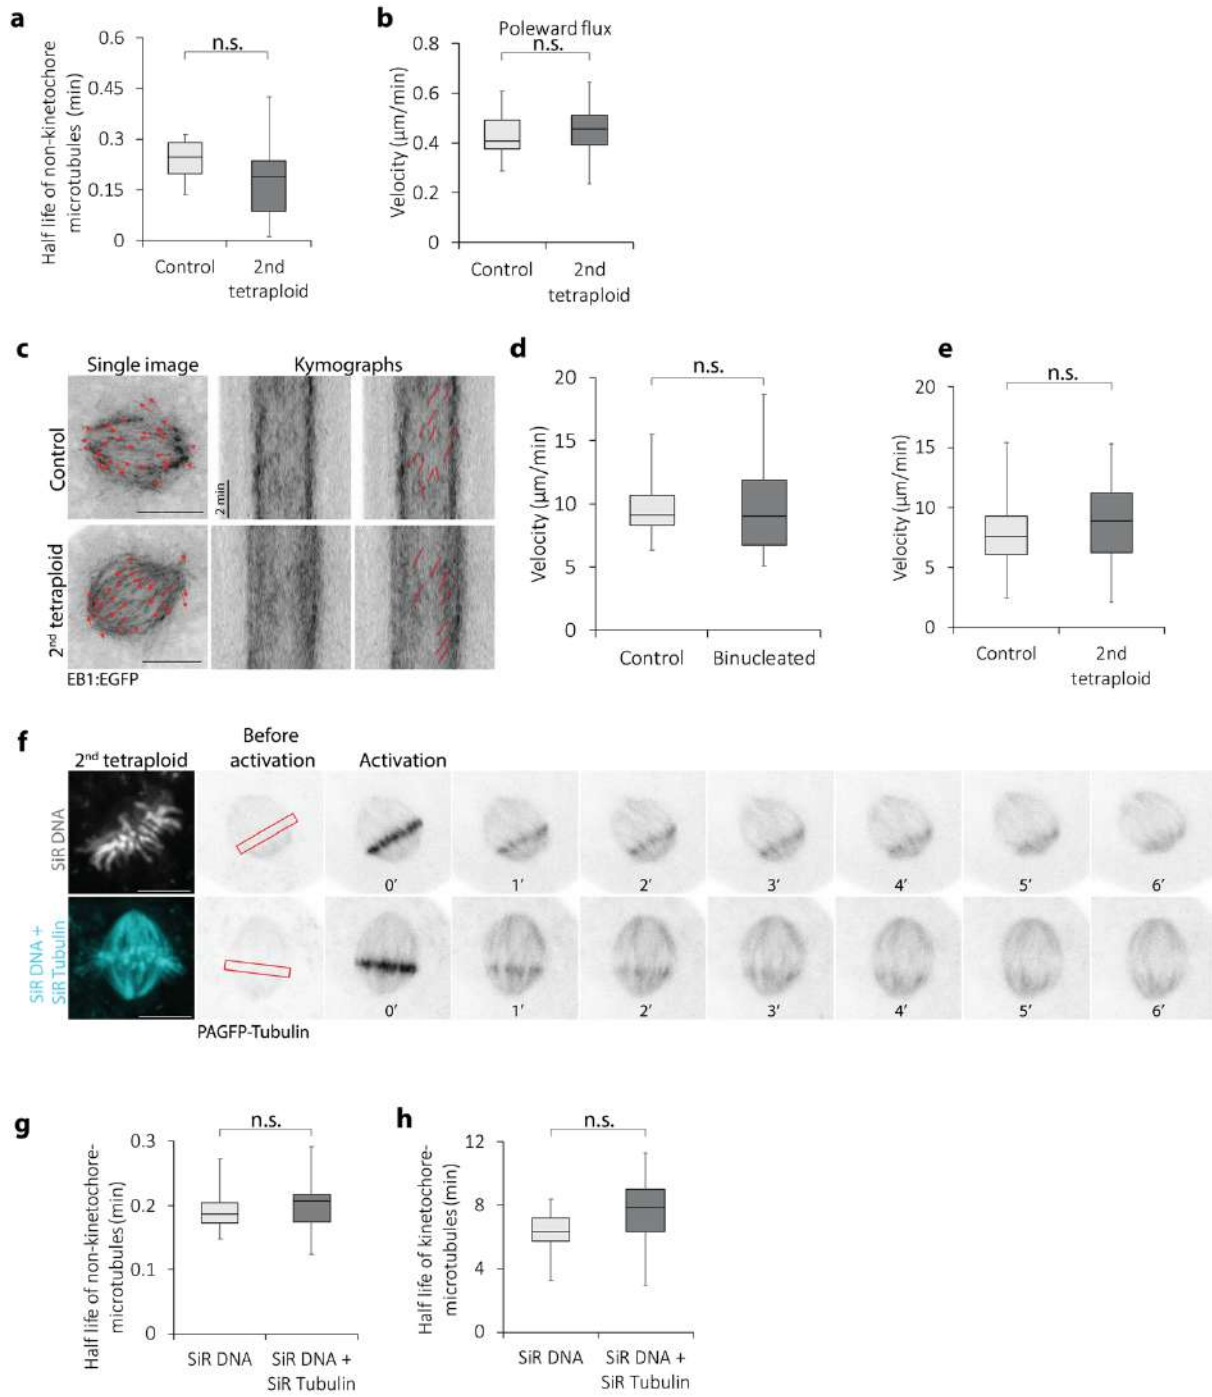 a
n.s.
Half life of non-kinetochore
microtubules (min)
0.6
0.45
0.3
0.15
0
Control
2nd
tetraploid
b
Poleward flux
n.s.
Velocity (μm/min)
0.8
0.6
0.4
0.2
0
Control
2nd
tetraploid
c
Single image
Kymographs
Control
2 min
2nd tetraploid
EB1:EGFP
d
n.s.
Velocity (μm/min)
20
15
10
5
0
Control
Binucleated
e
n.s.
Velocity (μm/min)
20
15
10
5
0
Control
2nd
tetraploid
f
2nd tetraploid
Before
activation
Activation
SiR DNA
0′
1′
2′
3′
4′
5′
6′
SiR DNA +
SiR Tubulin
0′
1′
2′
3′
4′
5′
6′
PAGFP-Tubulin
g
n.s.
Half life of non-kinetochore-
microtubules (min)
0.3
0.2
0.1
0
SiR DNA
SiR DNA +
SiR Tubulin
h
n.s.
Half life of kinetochore-
microtubules (min)
12
8
4
0
SiR DNA
SiR DNA +
SiR Tubulin